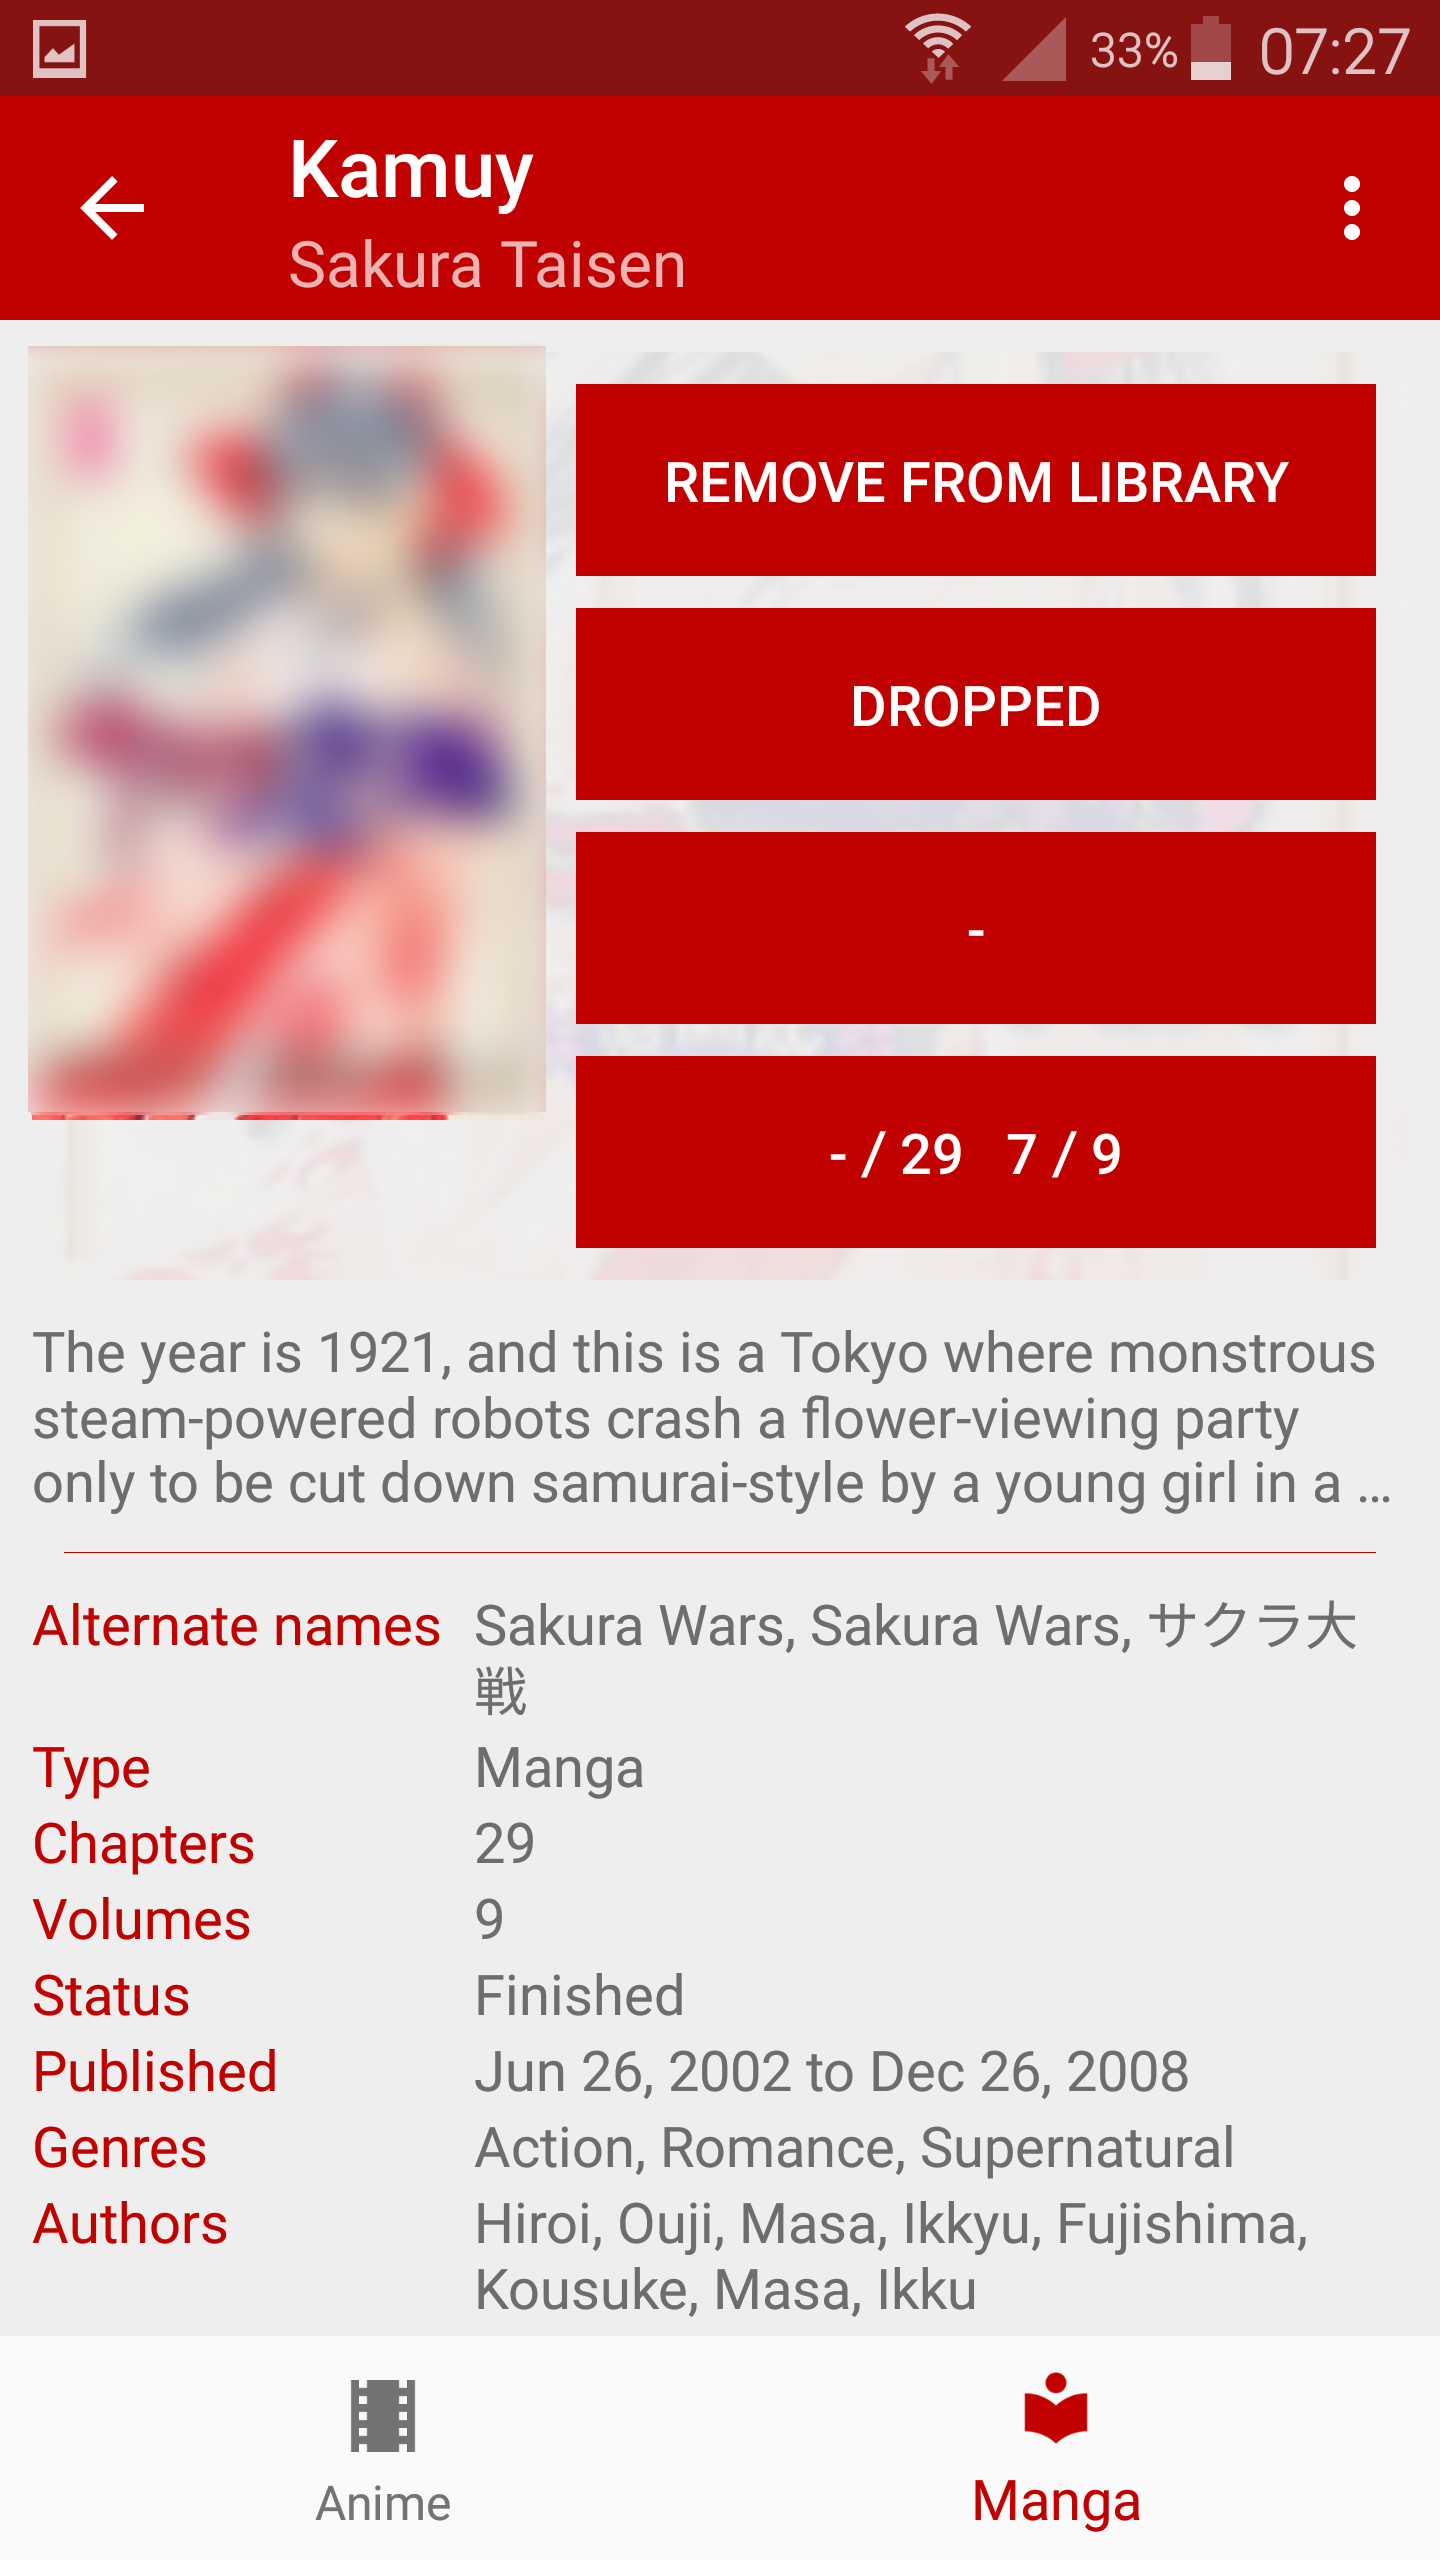 33% 07:27
Kamuy
Sakura Taisen
REMOVE FROM LIBRARY
DROPPED
-
- / 29 7 / 9
The year is 1921, and this is a Tokyo where monstrous
steam-powered robots crash a flower-viewing party
only to be cut down samurai-style by a young girl in a …
Alternate names Sakura Wars, Sakura Wars, サクラ大
戦
Type Manga
Chapters 29
Volumes 9
Status Finished
Published Jun 26, 2002 to Dec 26, 2008
Genres Action, Romance, Supernatural
Authors Hiroi, Ouji, Masa, Ikkyu, Fujishima,
Kousuke, Masa, Ikku
Anime Manga